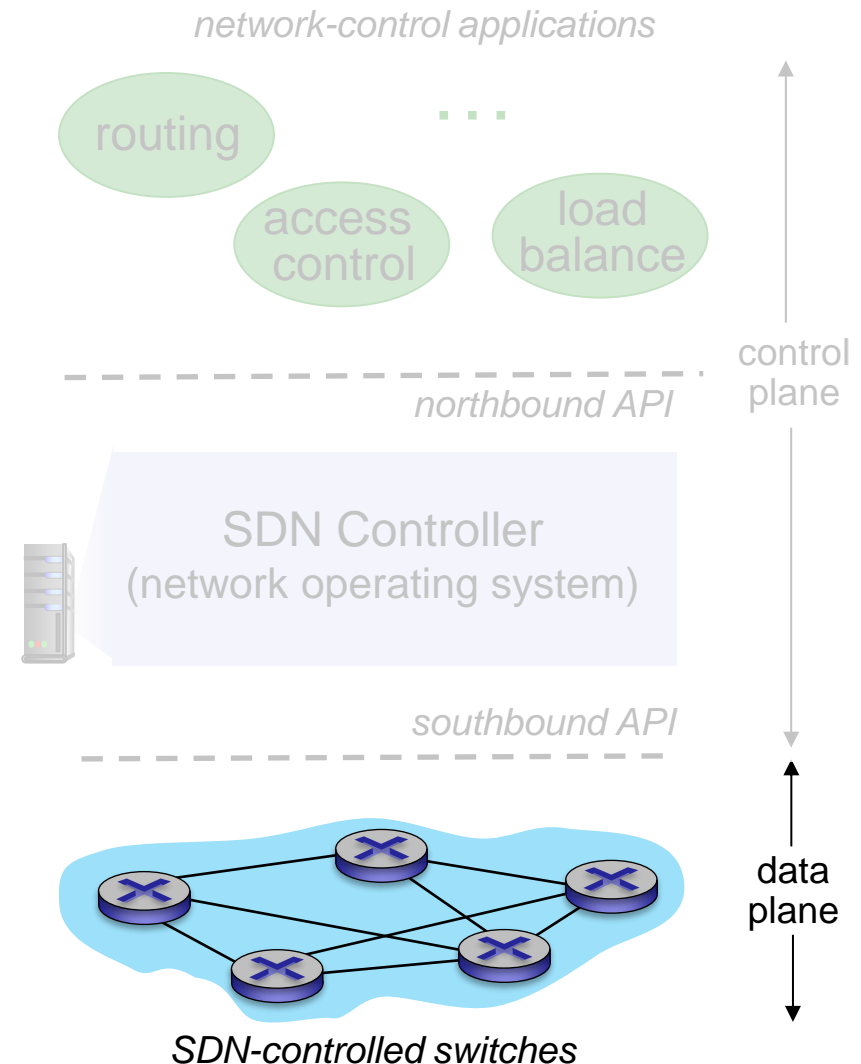 network-control applications
routing
. . .
access
control
load
balance
control
plane
northbound API
SDN Controller
(network operating system)
southbound API
data
plane
SDN-controlled switches